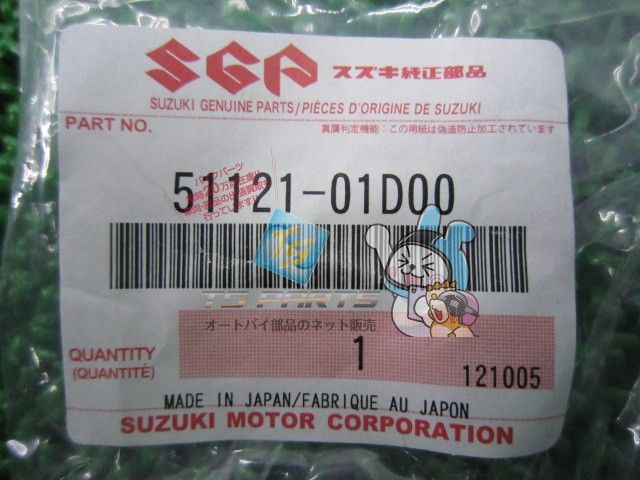 SGP スズキ純正部品
SUZUKI GENUINE PARTS/PIÈCES D'ORIGINE DE SUZUKI
PART NO.
真贋判定機能：この用紙は偽造防止加工されています
51121-01D00
TS PARTS
オートバイ部品のネット販売
QUANTITY
(QUANTITÉ)
1
121005
MADE IN JAPAN/FABRIQUE AU JAPON
SUZUKI MOTOR CORPORATION